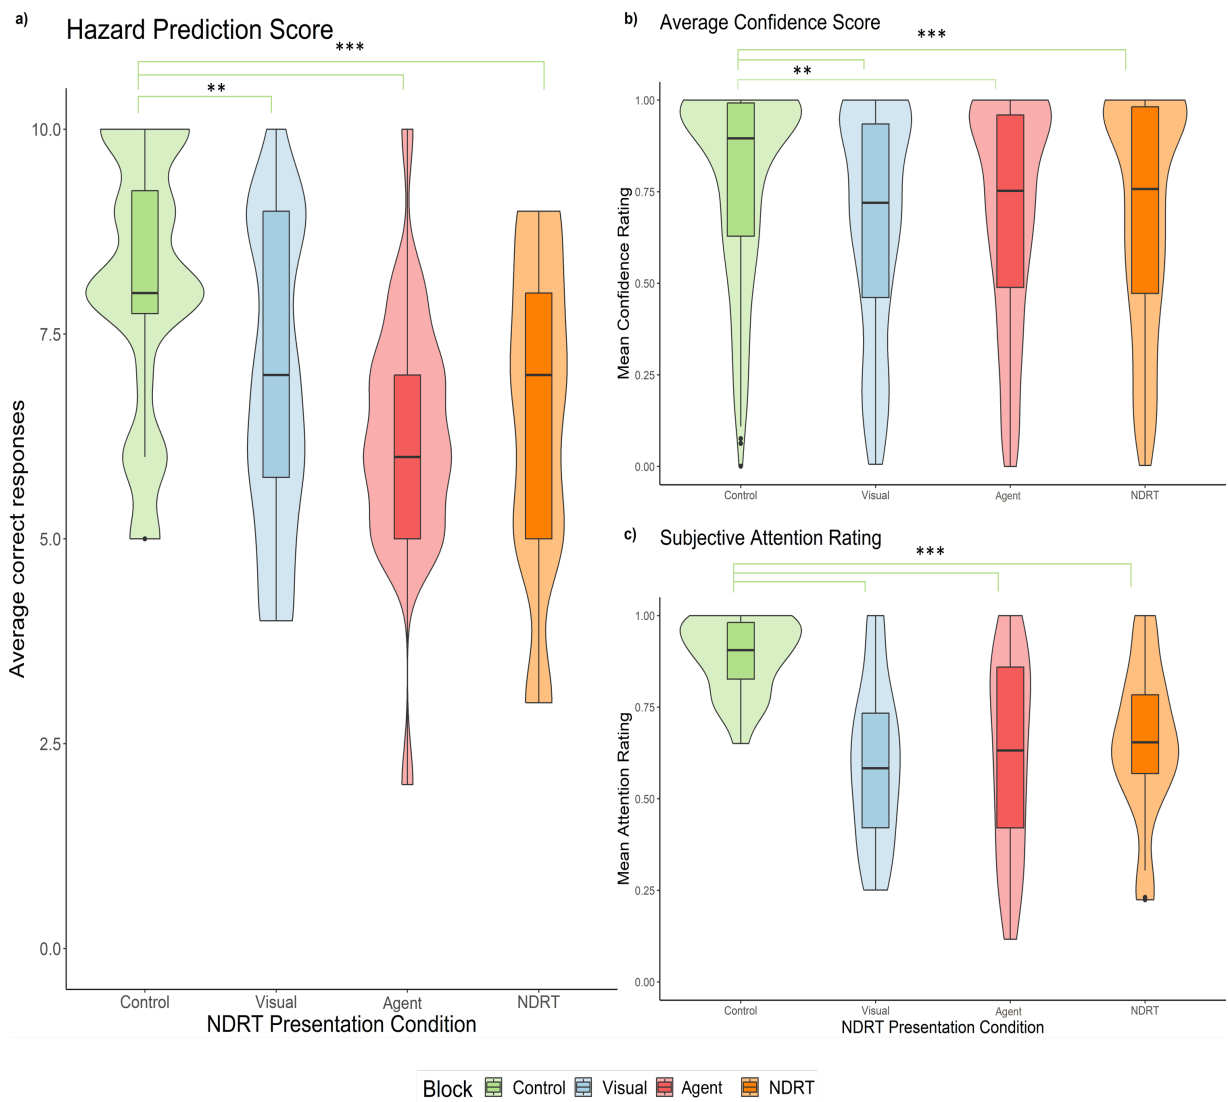 a)
Hazard Prediction Score
***
**
10.0
7.5
5.0
2.5
0.0
Average correct responses
Control Visual Agent NDRT
NDRT Presentation Condition
b)
Average Confidence Score
***
**
1.00
0.75
0.50
0.25
0.00
Mean Confidence Rating
Control Visual Agent NDRT
c)
Subjective Attention Rating
***
1.00
0.75
0.50
0.25
0.00
Mean Attention Rating
Control Visual Agent NDRT
NDRT Presentation Condition
Block Control Visual Agent NDRT